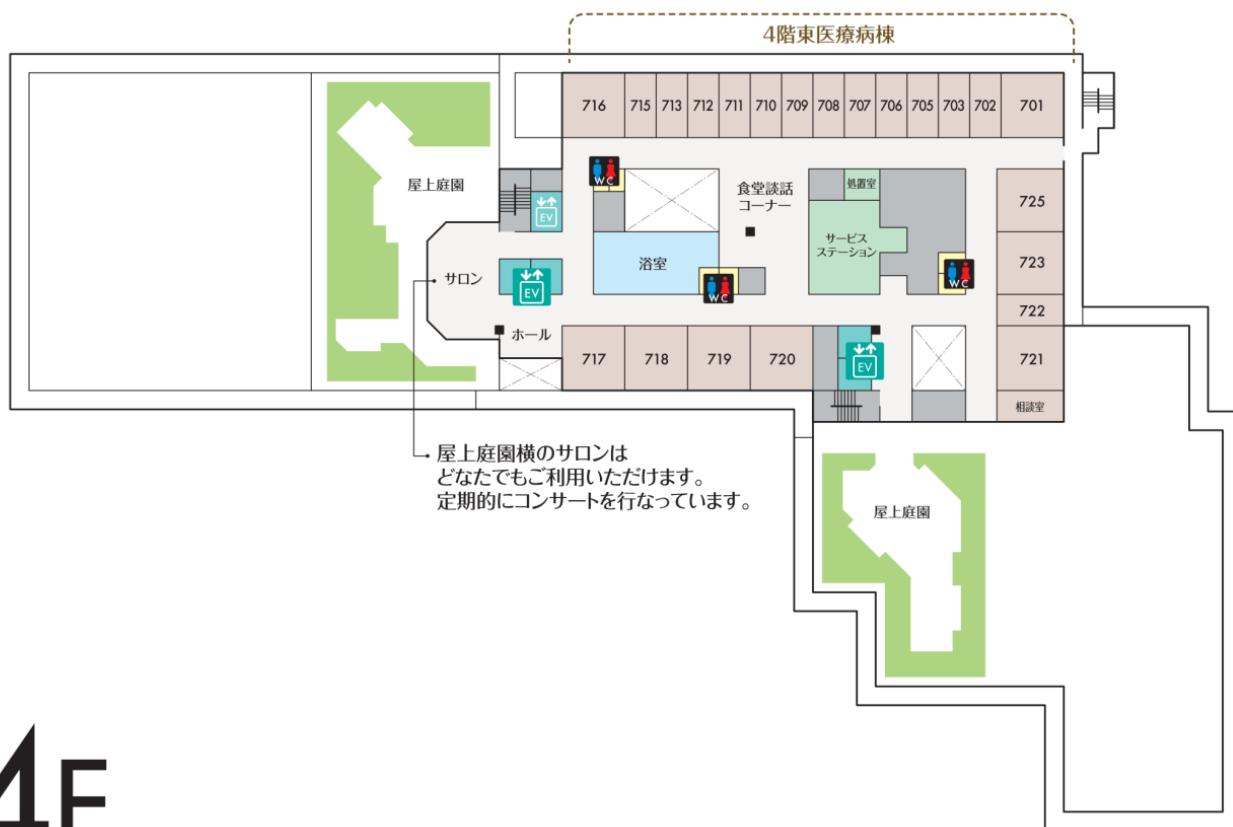 4階東医療病棟
716 715 713 712 711 710 709 708 707 706 705 703 702 701
屋上庭園
WC
食堂談話
コーナー
処置室
725
EV
サービス
ステーション
浴室
723
サロン
EV
WC
WC
722
ホール
717 718 719 720
EV
721
相談室
屋上庭園横のサロンは
どなたでもご利用いただけます。
定期的にコンサートを行なっています。
屋上庭園
4F